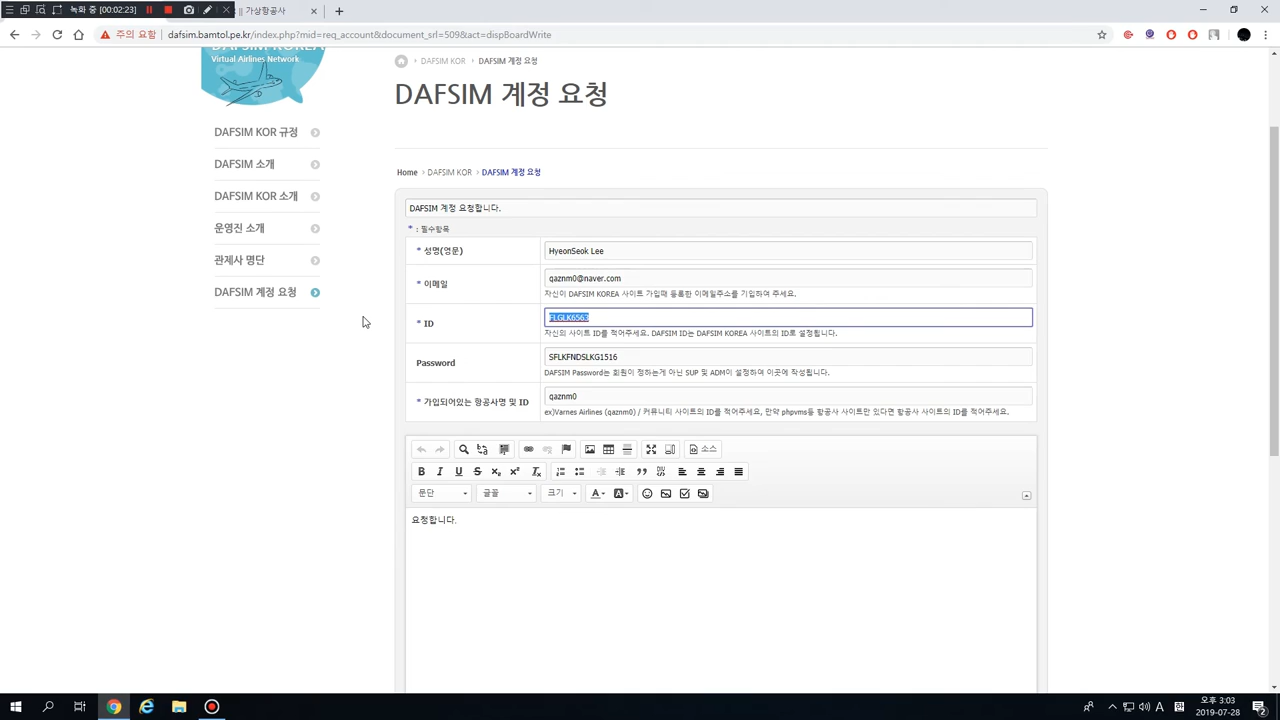 녹화 중 [00:02:23]
|| 가상항공사
주의 요함
dafsim.bamtol.pe.kr/index.php?mid=req_account&document_srl=509&act=dispBoardWrite
DAFSIM KOREA
Virtual Airlines Network
DAFSIM KOR 규정
DAFSIM 소개
DAFSIM KOR 소개
운영진 소개
관제사 명단
DAFSIM 계정 요청
DAFSIM KOR
DAFSIM 계정 요청
DAFSIM 계정 요청
Home
DAFSIM KOR
DAFSIM 계정 요청
DAFSIM 계정 요청합니다.
* : 필수항목
* 성명(영문)
HyeonSeok Lee
* 이메일
qaznm0@naver.com
자신이 DAFSIM KOREA 사이트 가입때 등록한 이메일주소를 기입하여 주세요.
* ID
FLGLK6563
자신의 사이트 ID를 적어주세요. DAFSIM ID는 DAFSIM KOREA 사이트의 ID로 설정됩니다.
Password
SFLKFNDSLKG1516
DAFSIM Password는 회원이 정하는게 아닌 SUP 및 ADM이 설정하여 이곳에 작성됩니다.
* 가입되어있는 항공사명 및 ID
qaznm0
ex)Varnes Airlines (qaznm0) / 커뮤니티 사이트의 ID를 적어주세요, 만약 phpvms등 항공사 사이트만 있다면 항공사 사이트의 ID를 적어주세요.
소스
문단
글꼴
크기
요청합니다.
오후 3:03
2019-07-28